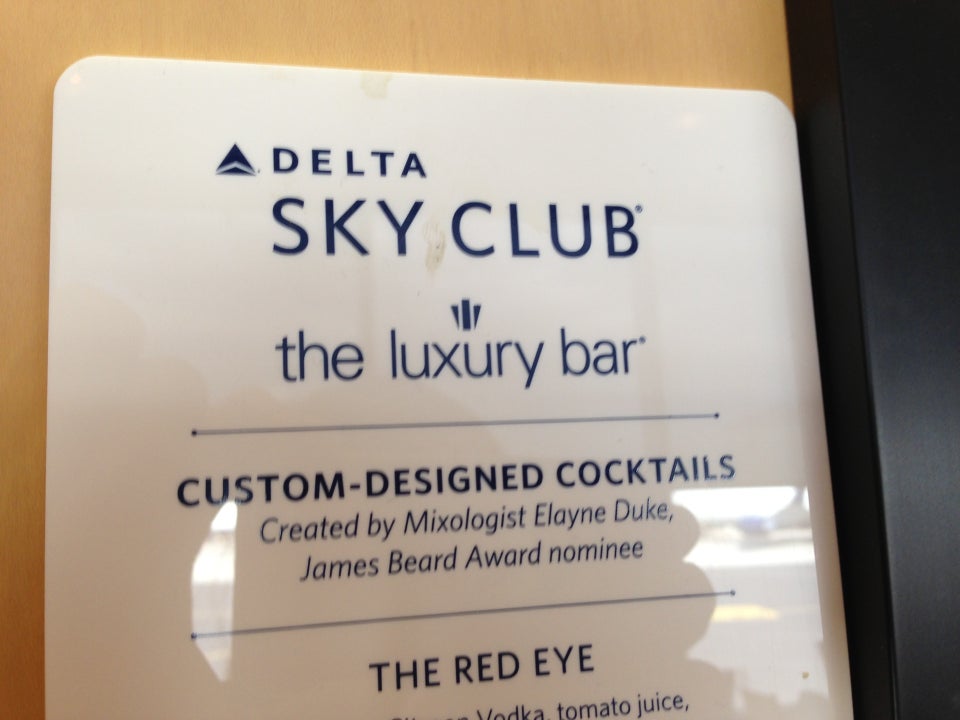 DELTA
SKY CLUB®
the luxury bar
CUSTOM-DESIGNED COCKTAILS
Created by Mixologist Elayne Duke,
James Beard Award nominee
THE RED EYE
Vodka, tomato juice,